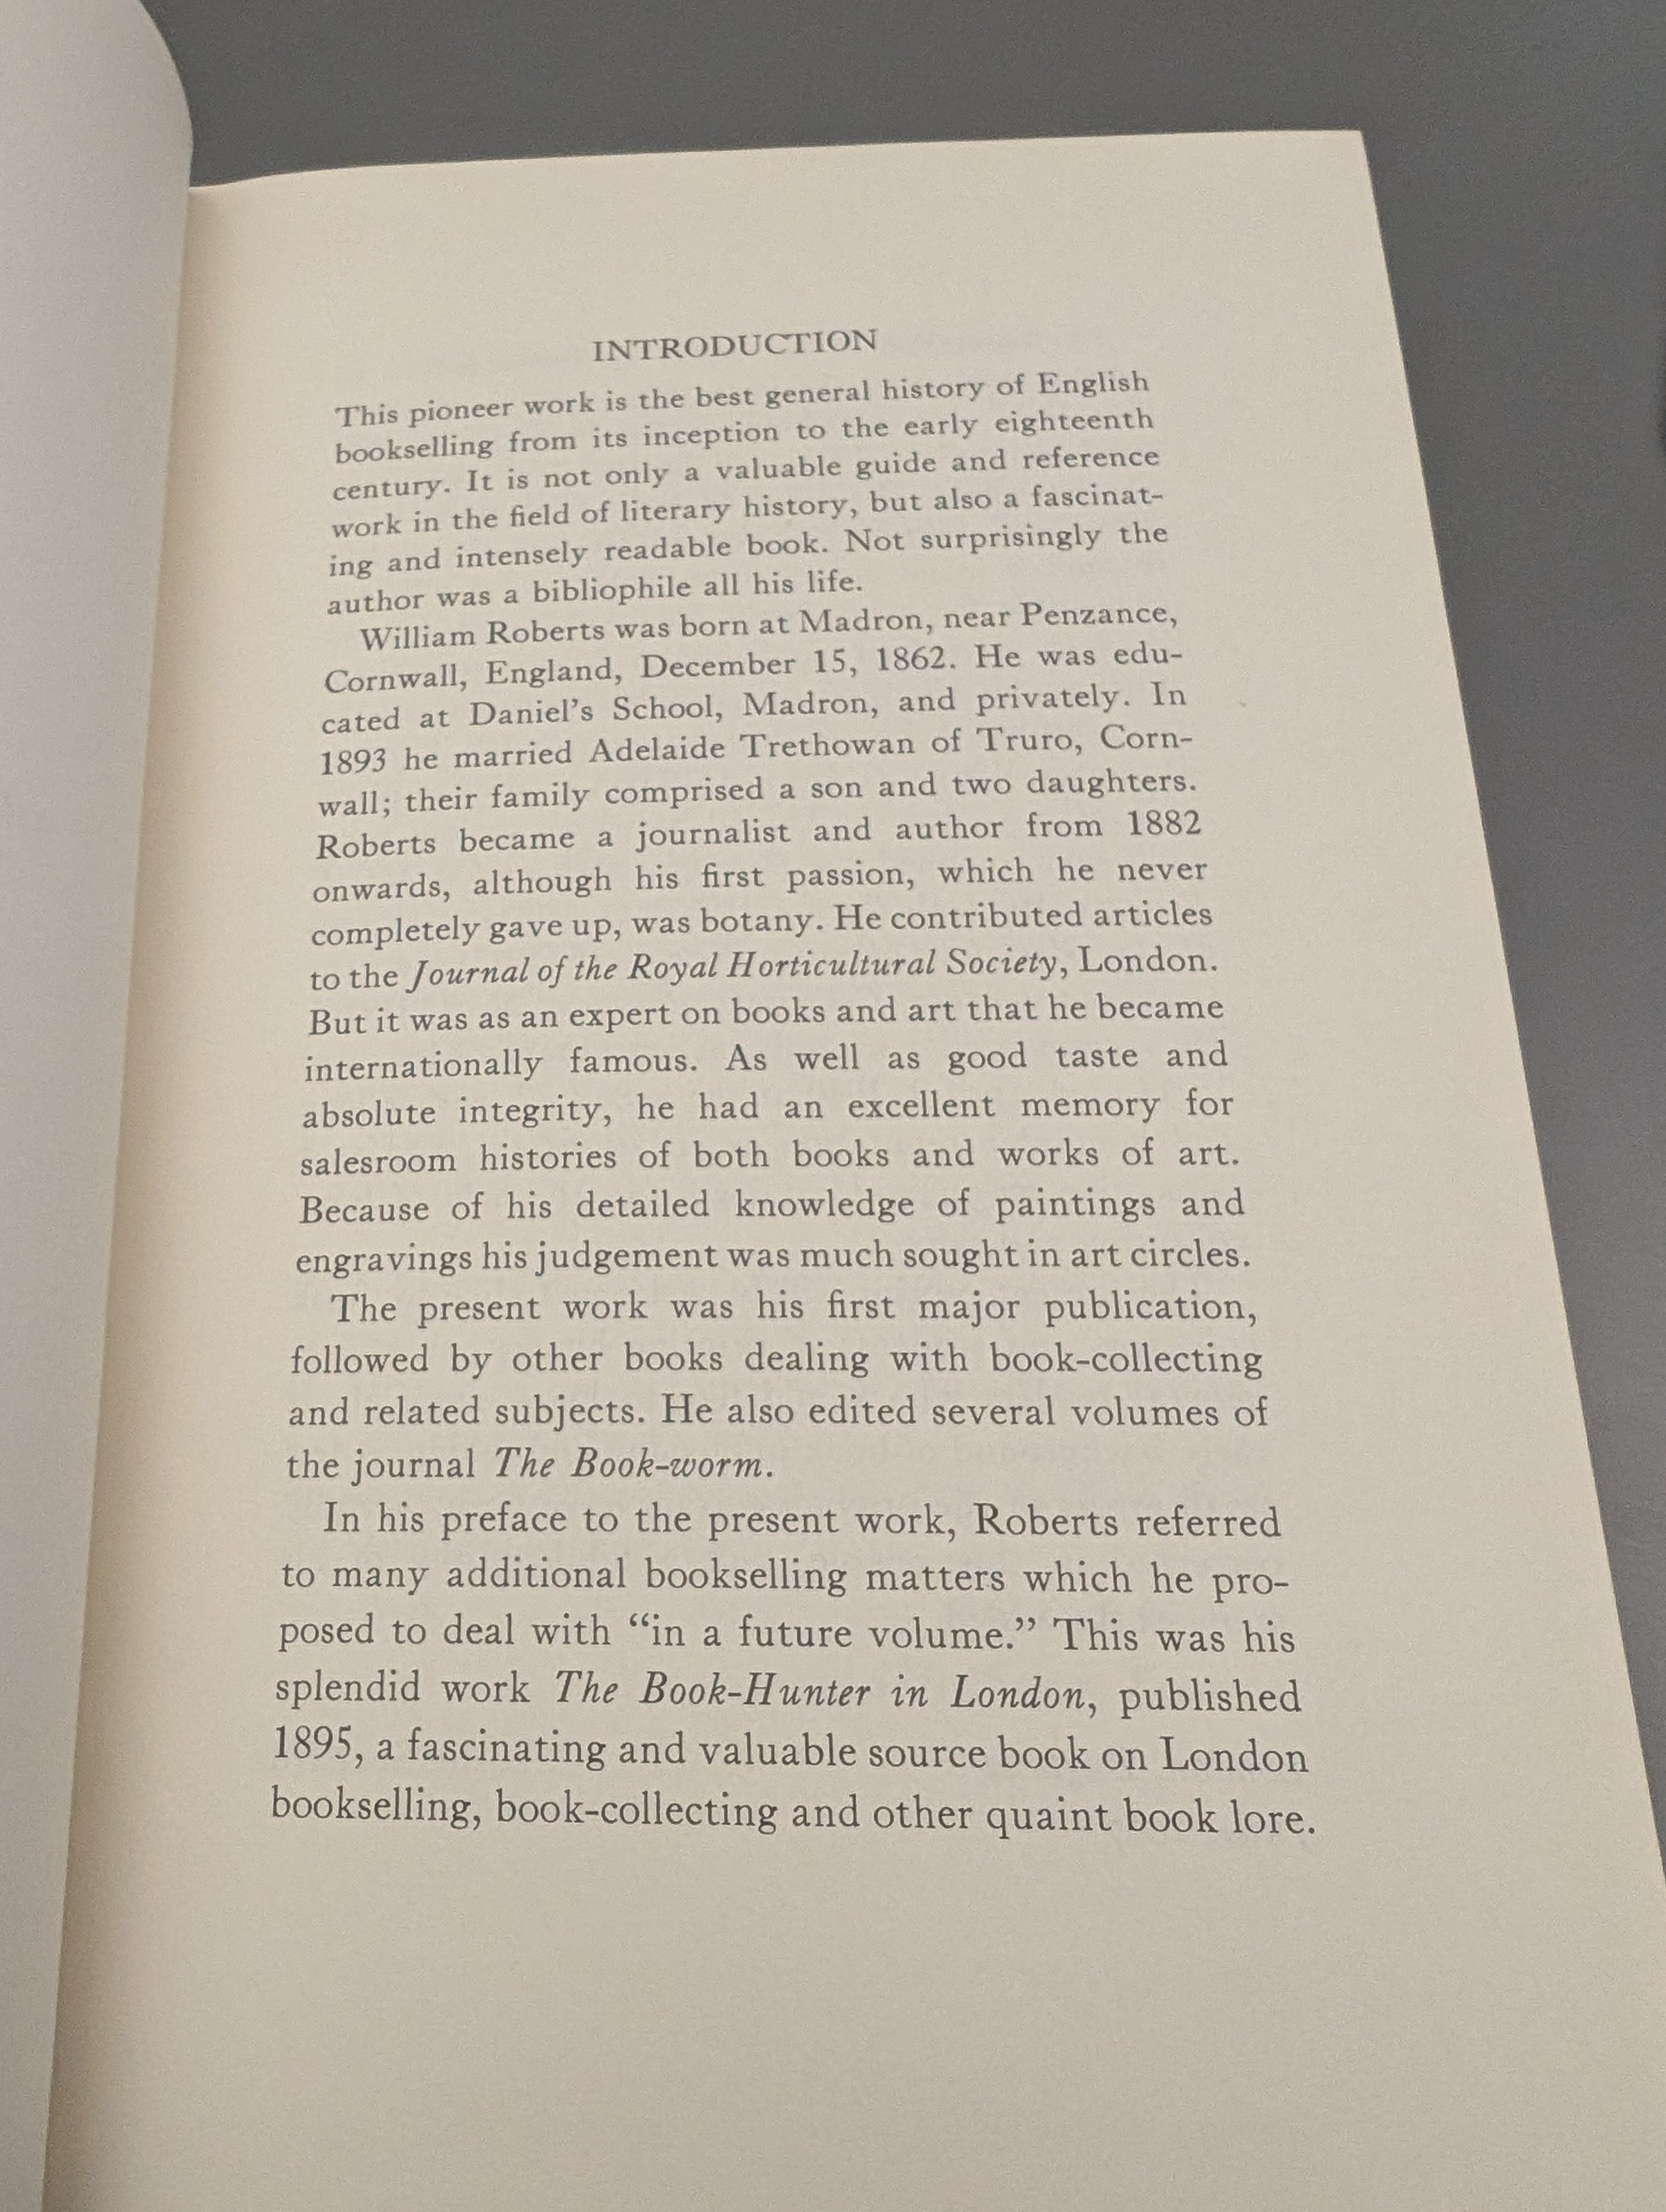 INTRODUCTION
This pioneer work is the best general history of English
bookselling from its inception to the early eighteenth
century. It is not only a valuable guide and reference
work in the field of literary history, but also a fascinat-
ing and intensely readable book. Not surprisingly the
author was a bibliophile all his life.
William Roberts was born at Madron, near Penzance,
Cornwall, England, December 15, 1862. He was edu-
cated at Daniel's School, Madron, and privately. In
1893 he married Adelaide Trethowan of Truro, Corn-
wall; their family comprised a son and two daughters.
Roberts became a journalist and author from 1882
onwards, although his first passion, which he never
completely gave up, was botany. He contributed articles
to the Journal of the Royal Horticultural Society, London.
But it was as an expert on books and art that he became
internationally famous. As well as good taste and
absolute integrity, he had an excellent memory for
salesroom histories of both books and works of art.
Because of his detailed knowledge of paintings and
engravings his judgement was much sought in art circles.
The present work was his first major publication,
followed by other books dealing with book-collecting
and related subjects. He also edited several volumes of
the journal The Book-worm.
In his preface to the present work, Roberts referred
to many additional bookselling matters which he pro-
posed to deal with “in a future volume.” This was his
splendid work The Book-Hunter in London, published
1895, a fascinating and valuable source book on London
bookselling, book-collecting and other quaint book lore.